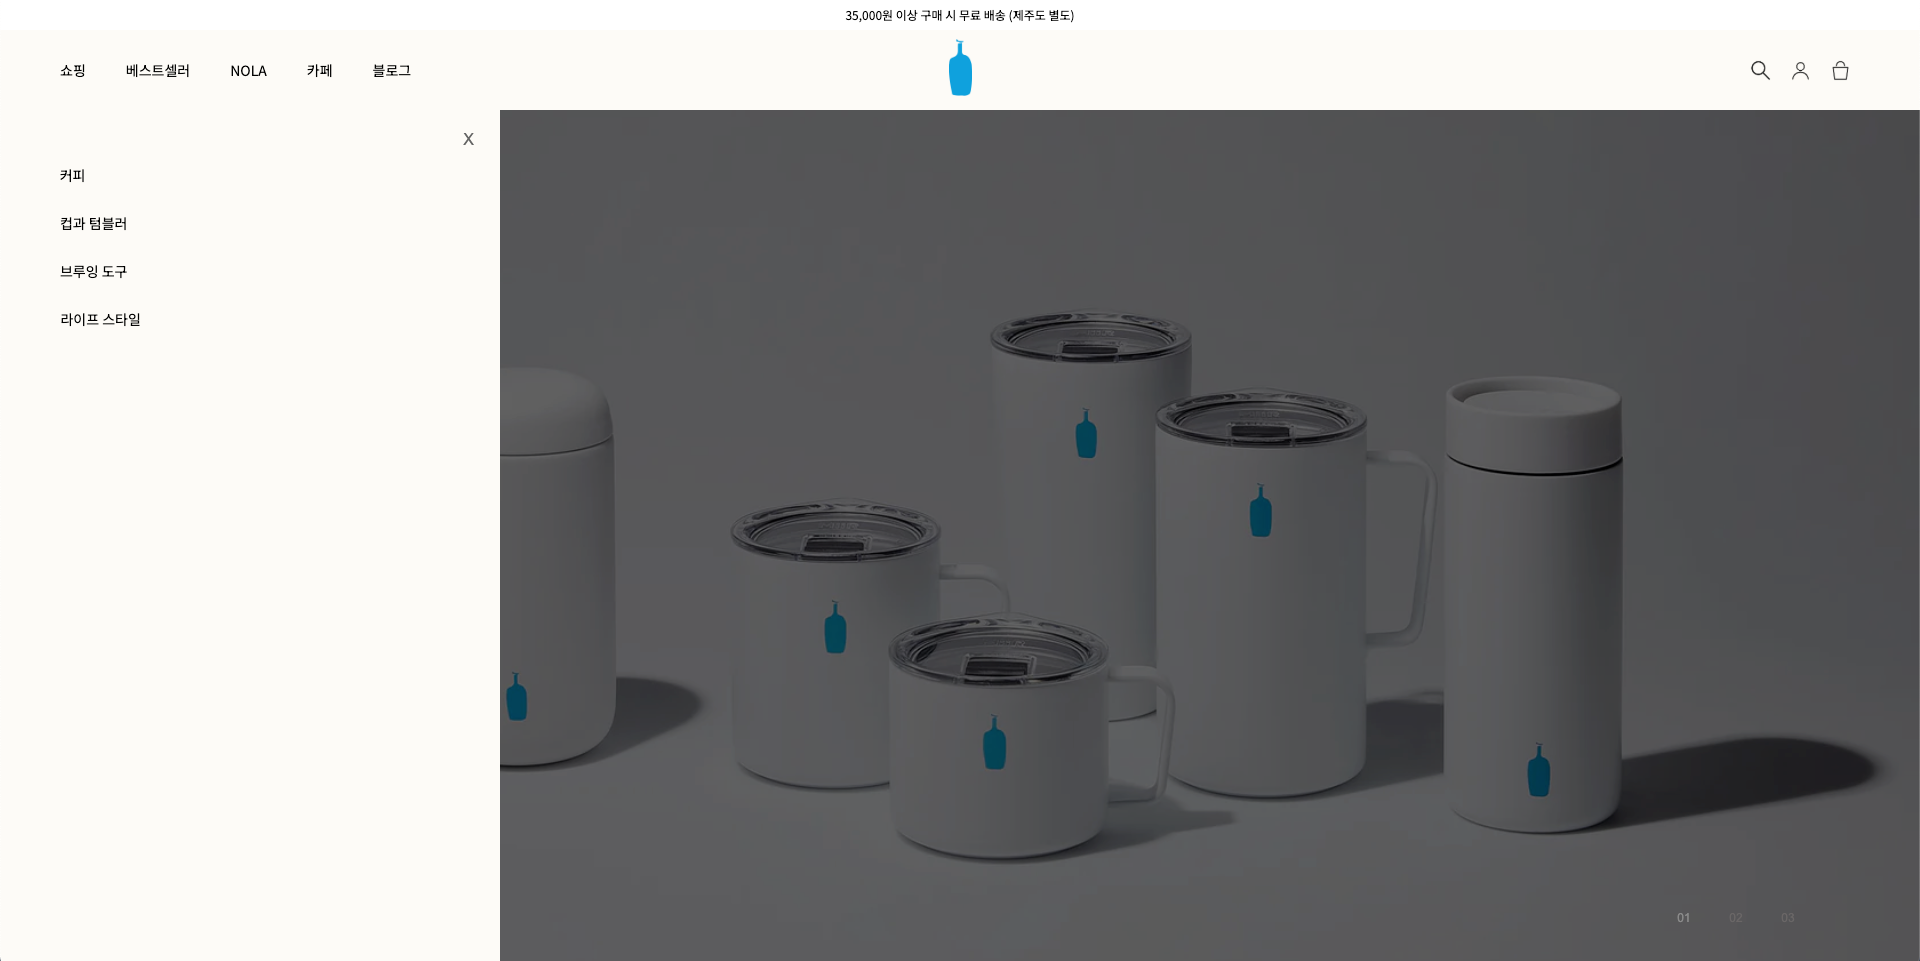 35,000원 이상 구매 시 무료 배송 (제주도 별도)
쇼핑 베스트셀러 NOLA 카페 블로그
X
커피
컵과 텀블러
브루잉 도구
라이프 스타일
01 02 03